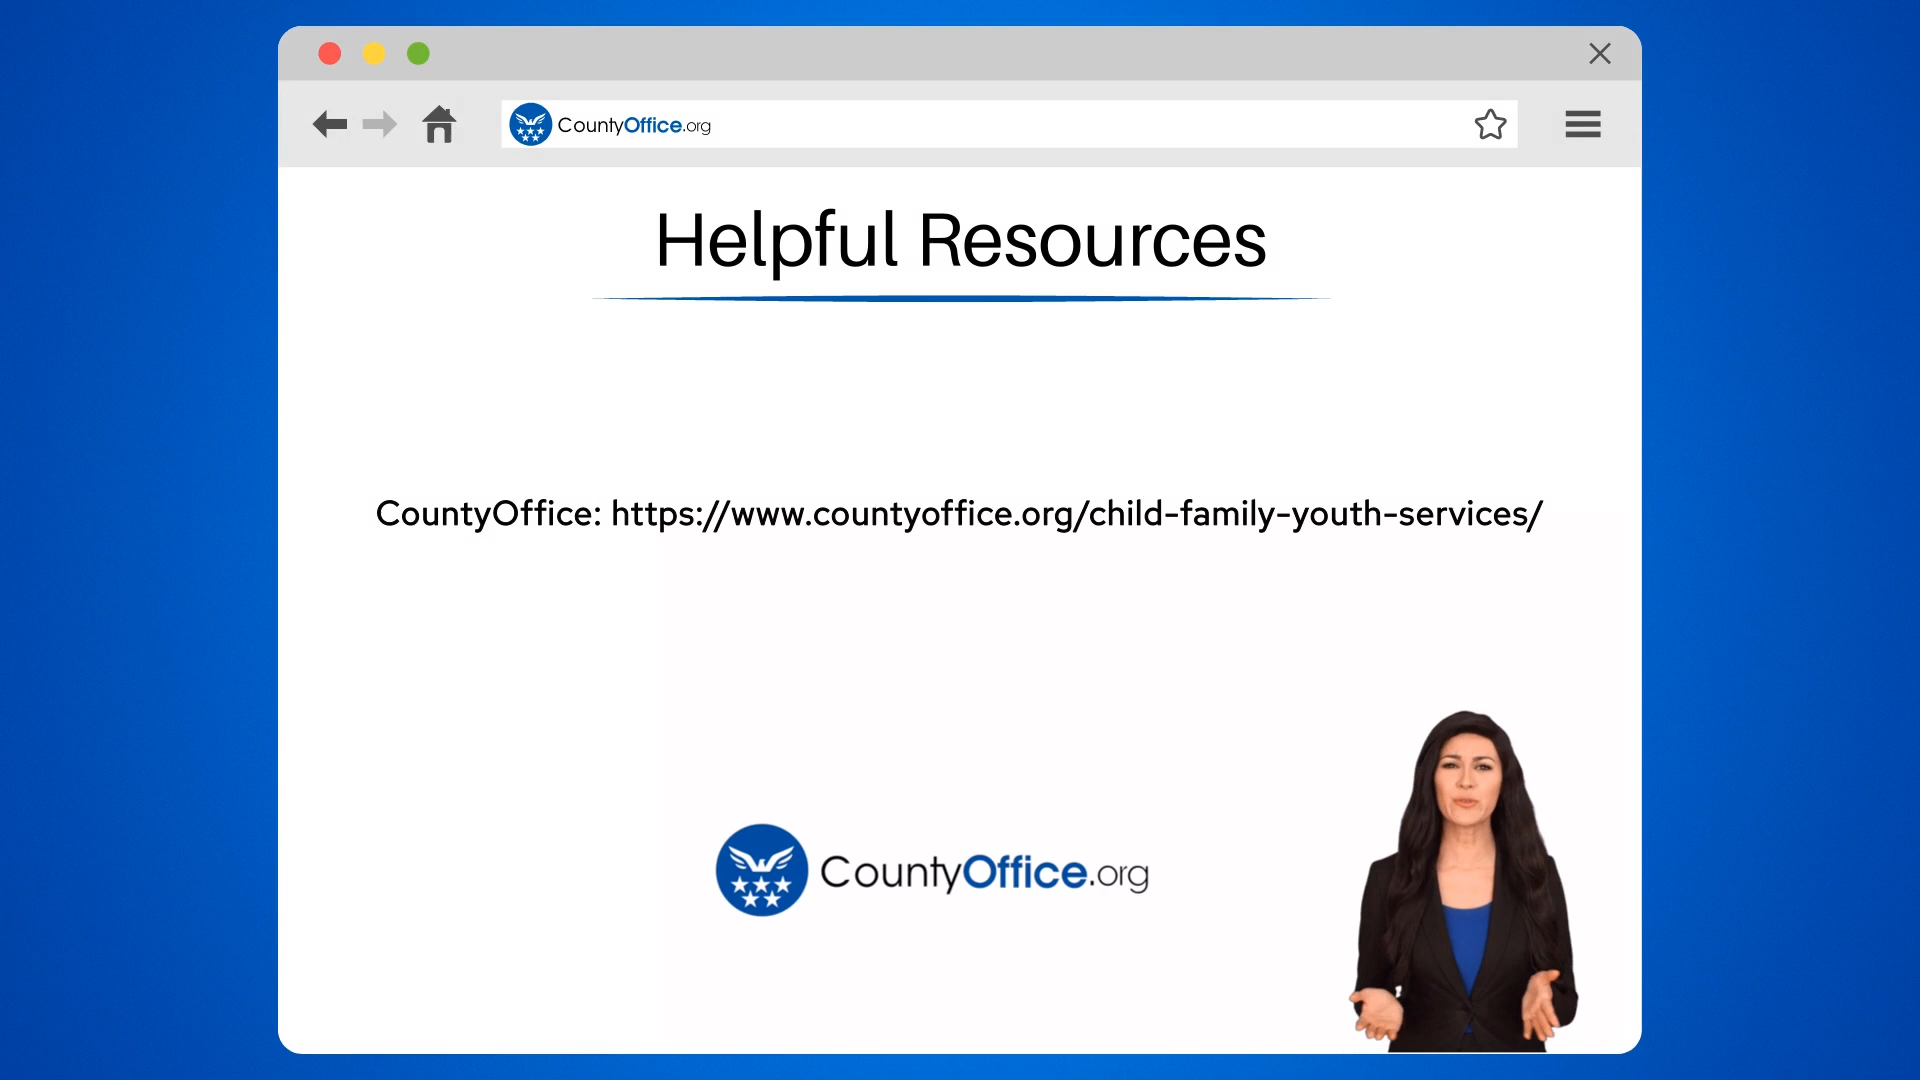 CountyOffice.org
Helpful Resources
CountyOffice: https://www.countyoffice.org/child-family-youth-services/
CountyOffice.org